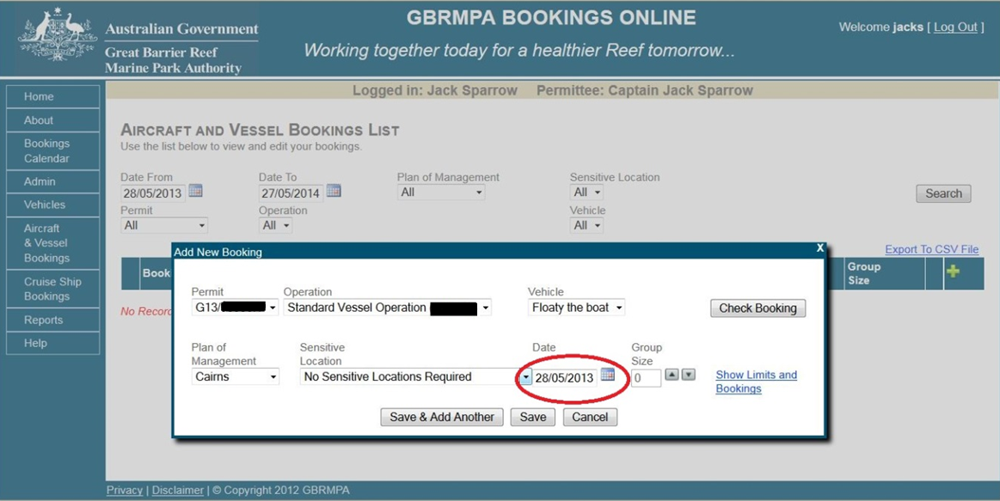 GBRMPA BOOKINGS ONLINE
Working together today for a healthier Reef tomorrow...
Welcome jacks [ Log Out ]
Australian Government
Great Barrier Reef
Marine Park Authority
Logged in: Jack Sparrow Permittee: Captain Jack Sparrow
Home
About
Bookings
Calendar
Admin
Vehicles
Aircraft
& Vessel
Bookings
Cruise Ship
Bookings
Reports
Help
AIRCRAFT AND VESSEL BOOKINGS LIST
Use the list below to view and edit your bookings.
Date From Date To Plan of Management Sensitive Location
28/05/2013 27/05/2014 All All Search
Permit Operation Vehicle
All All All
Export To CSV File
Book Group
Size
No Recor
Add New Booking X
Permit Operation Vehicle
G13/ Standard Vessel Operation Floaty the boat Check Booking
Plan of Sensitive Date Group
Management Location Size
Cairns No Sensitive Locations Required 28/05/2013 0 Show Limits and
Bookings
Save & Add Another Save Cancel
Privacy | Disclaimer | © Copyright 2012 GBRMPA